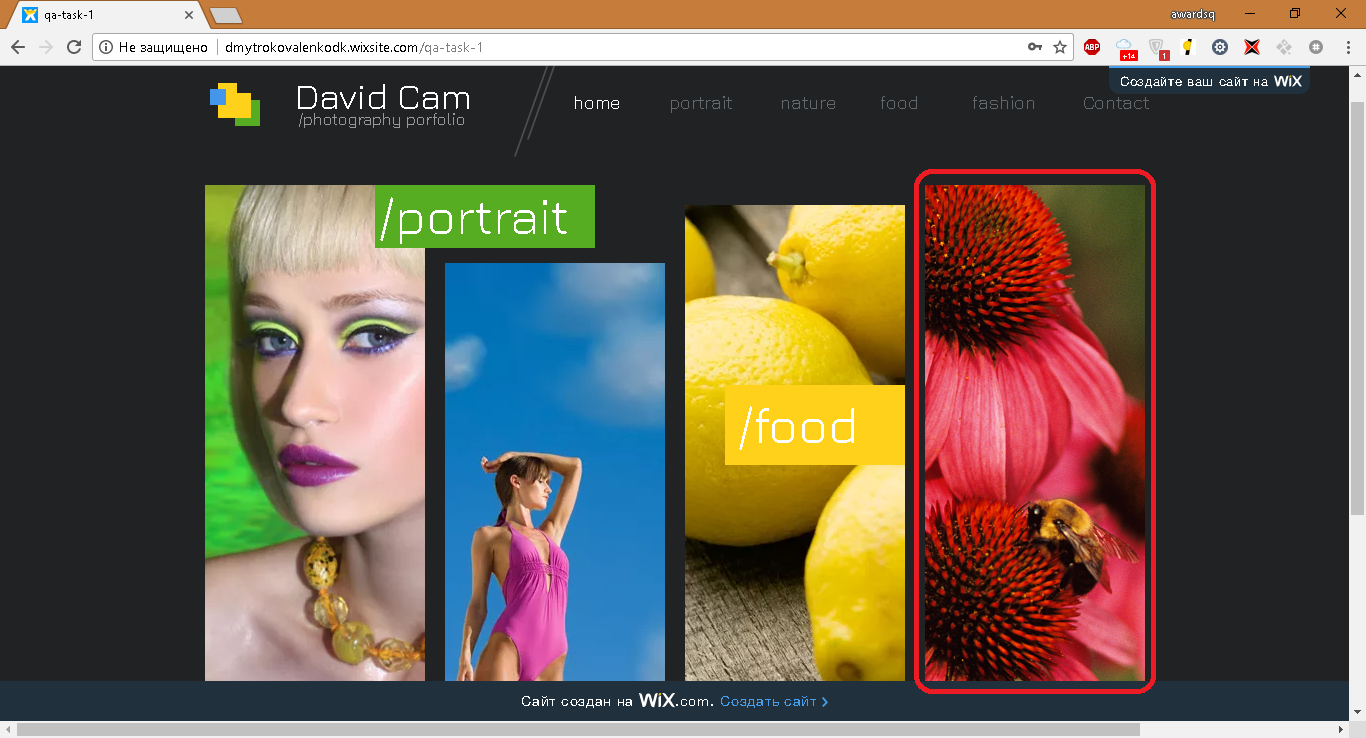 qa-task-1
awardsq
Не защищено
dmytrokovalenkodk.wixsite.com/qa-task-1
ABP
+14
1
Создайте ваш сайт на WiX
David Cam
/photography porfolio
home
portrait
nature
food
fashion
Contact
/portrait
/food
Сайт создан на WiX.com. Создать сайт >